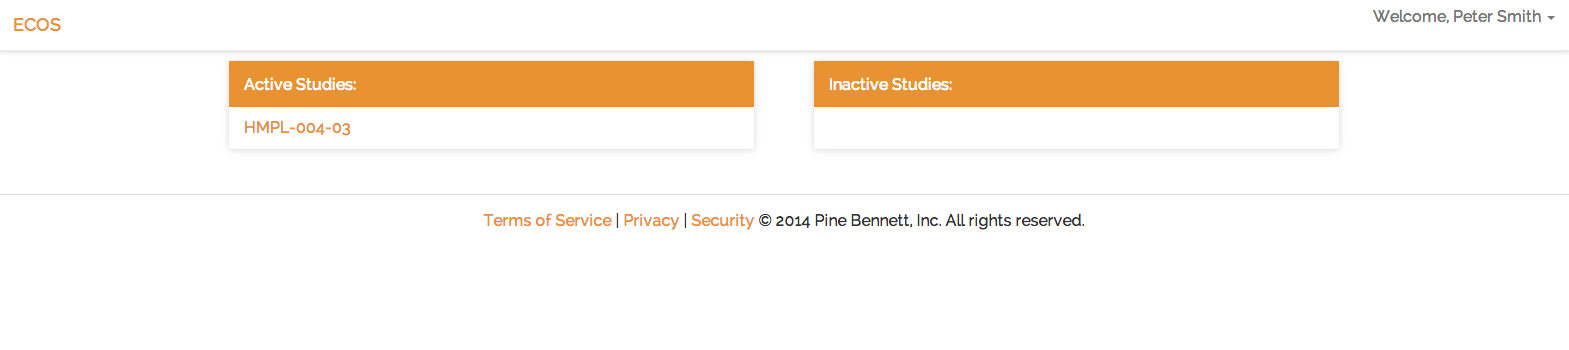 ECOS
Welcome, Peter Smith
Active Studies:
HMPL-004-03
Inactive Studies:
Terms of Service | Privacy | Security © 2014 Pine Bennett, Inc. All rights reserved.